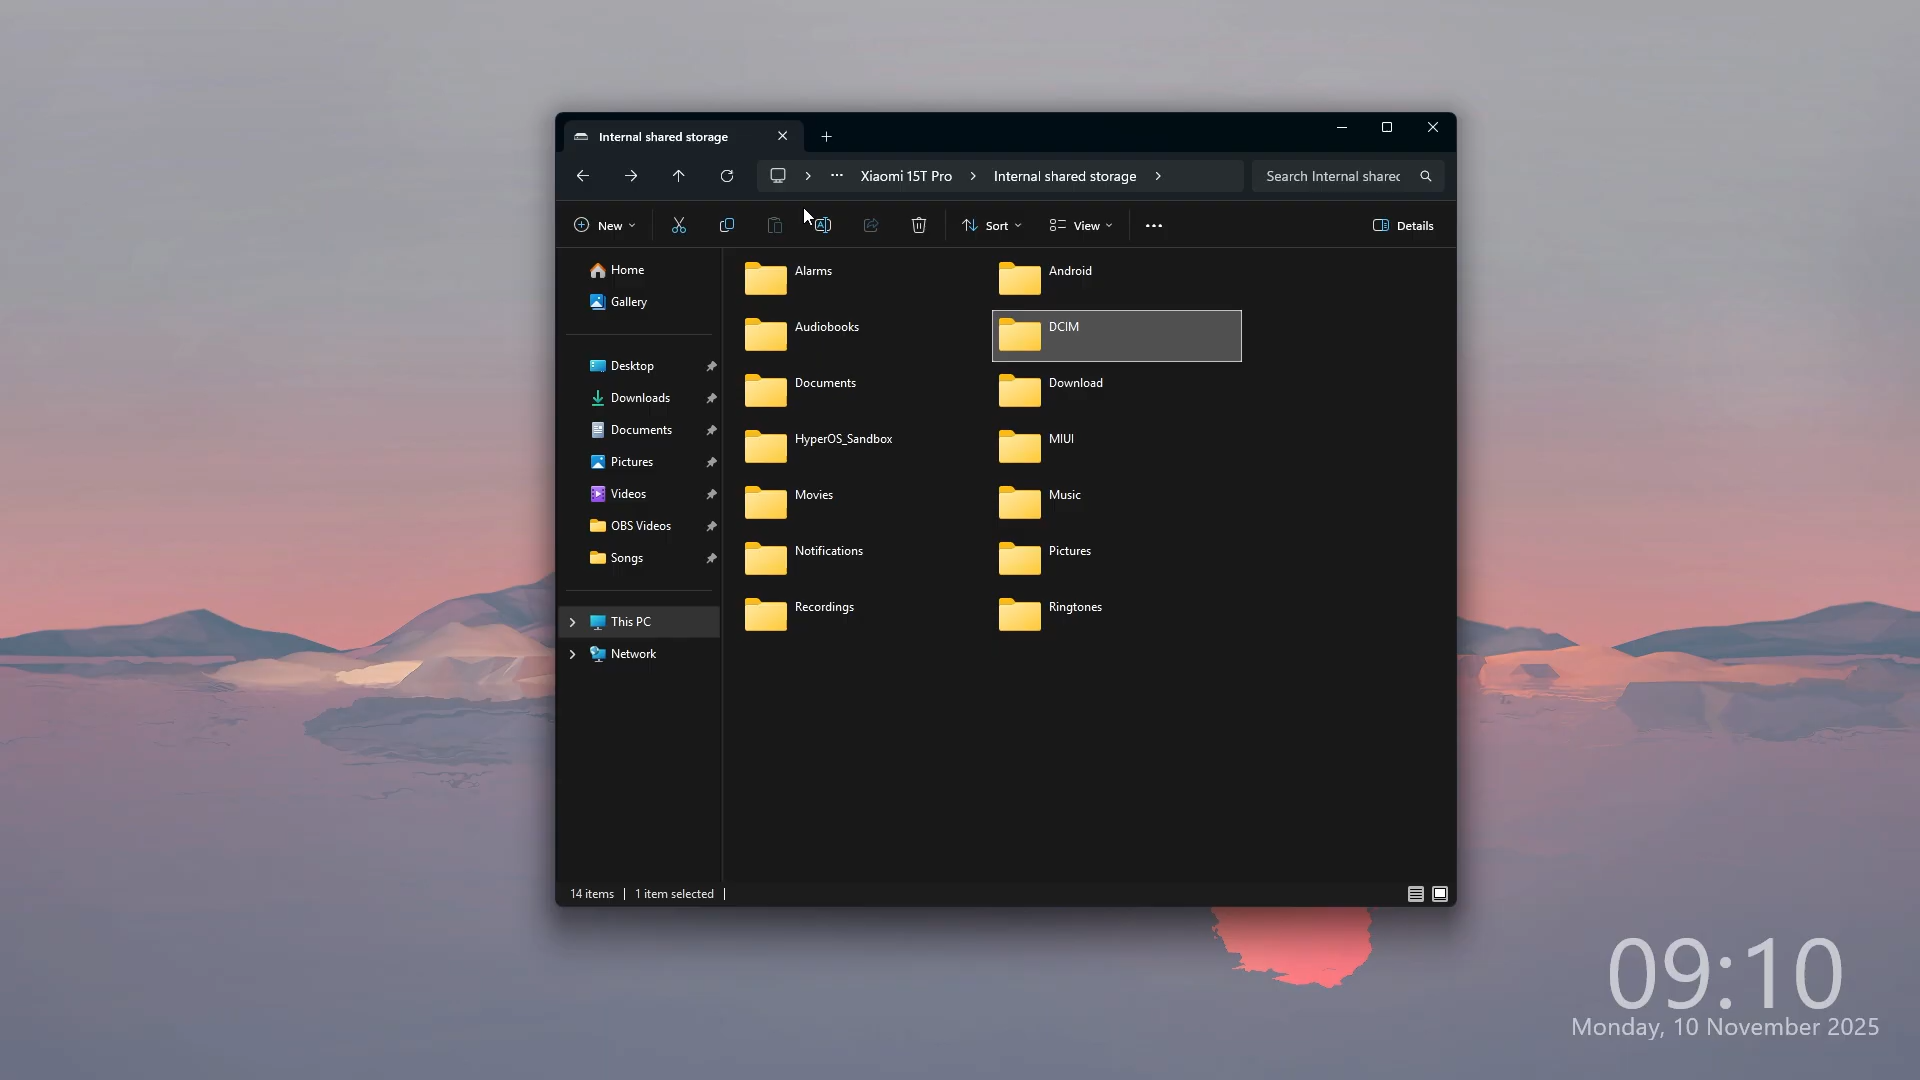 Internal shared storage
Xiaomi 15T Pro
Internal shared storage
Search Internal sharec
New
Sort
View
Details
Home
Gallery
Desktop
Downloads
Documents
Pictures
Videos
OBS Videos
Songs
This PC
Network
Alarms
Android
Audiobooks
DCIM
Documents
Download
HyperOS_Sandbox
MIUI
Movies
Music
Notifications
Pictures
Recordings
Ringtones
14 items
1 item selected
09:10
Monday, 10 November 2025